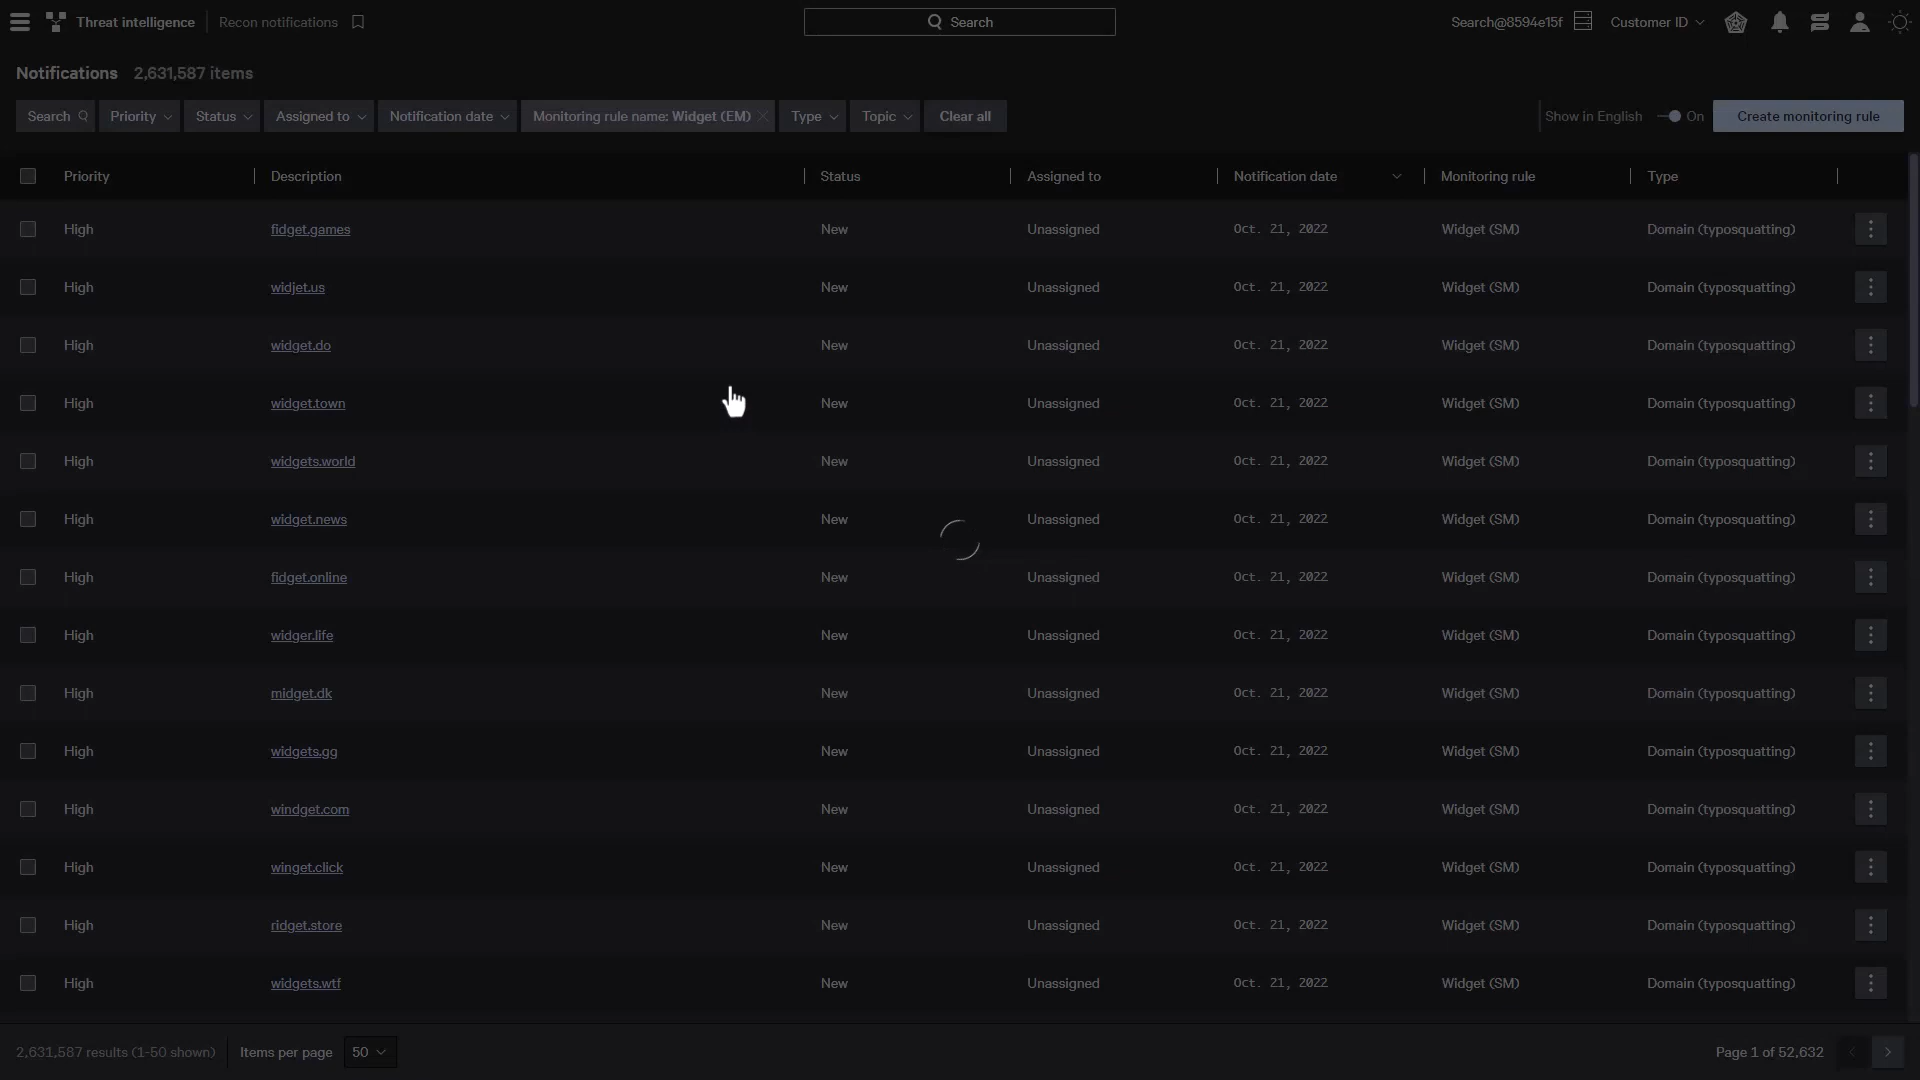 Threat intelligence Recon notifications Search Search@8594e15f Customer ID
Notifications 2,631,587 items
Search Priority Status Assigned to Notification date Monitoring rule name: Widget (EM) Type Topic Clear all Show in English On Create monitoring rule
Priority Description Status Assigned to Notification date Monitoring rule Type
High fidget.games New Unassigned Oct. 21, 2022 Widget (SM) Domain (typosquatting)
High widjet.us New Unassigned Oct. 21, 2022 Widget (SM) Domain (typosquatting)
High widget.do New Unassigned Oct. 21, 2022 Widget (SM) Domain (typosquatting)
High widget.town New Unassigned Oct. 21, 2022 Widget (SM) Domain (typosquatting)
High widgets.world New Unassigned Oct. 21, 2022 Widget (SM) Domain (typosquatting)
High widget.news New Unassigned Oct. 21, 2022 Widget (SM) Domain (typosquatting)
High fidget.online New Unassigned Oct. 21, 2022 Widget (SM) Domain (typosquatting)
High widger.life New Unassigned Oct. 21, 2022 Widget (SM) Domain (typosquatting)
High midget.dk New Unassigned Oct. 21, 2022 Widget (SM) Domain (typosquatting)
High widgets.gg New Unassigned Oct. 21, 2022 Widget (SM) Domain (typosquatting)
High windget.com New Unassigned Oct. 21, 2022 Widget (SM) Domain (typosquatting)
High winget.click New Unassigned Oct. 21, 2022 Widget (SM) Domain (typosquatting)
High ridget.store New Unassigned Oct. 21, 2022 Widget (SM) Domain (typosquatting)
High widgets.wtf New Unassigned Oct. 21, 2022 Widget (SM) Domain (typosquatting)
2,631,587 results (1-50 shown) Items per page 50 Page 1 of 52,632